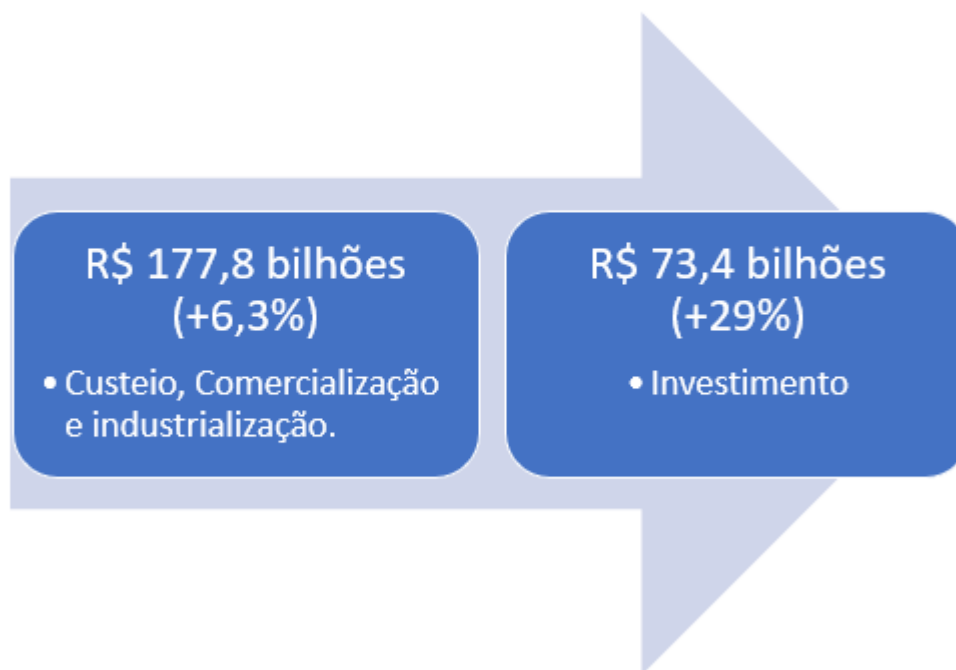 R$ 177,8 bilhões
(+6,3%)
• Custeio, Comercialização
e industrialização.
R$ 73,4 bilhões
(+29%)
• Investimento